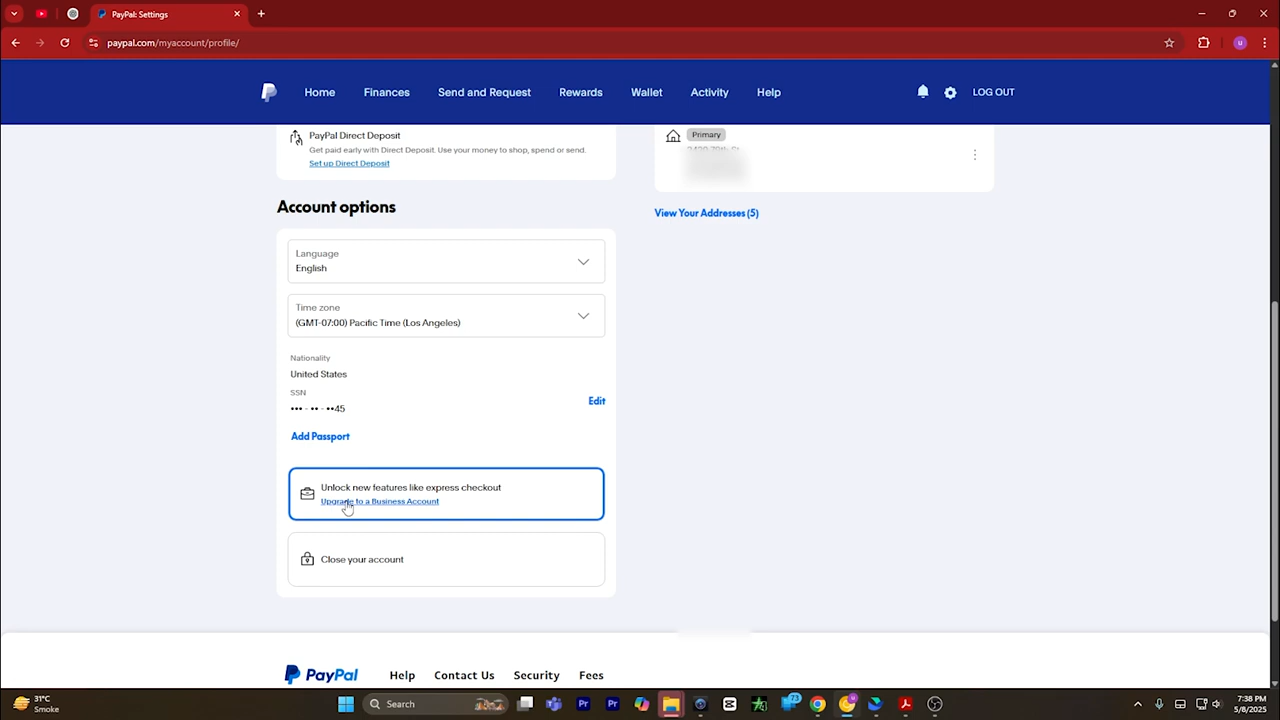 PayPal: Settings
paypal.com/myaccount/profile/
u
Home
Finances
Send and Request
Rewards
Wallet
Activity
Help
LOG OUT
PayPal Direct Deposit
Get paid early with Direct Deposit. Use your money to shop, spend or send.
Set up Direct Deposit
Primary
View Your Addresses (5)
Account options
Language
English
Time zone
(GMT-07:00) Pacific Time (Los Angeles)
Nationality
United States
SSN
••• - •• - ••45
Edit
Add Passport
Unlock new features like express checkout
Upgrade to a Business Account
Close your account
PayPal
Help
Contact Us
Security
Fees
31°C
Smoke
Search
73
7:38 PM
5/8/2025